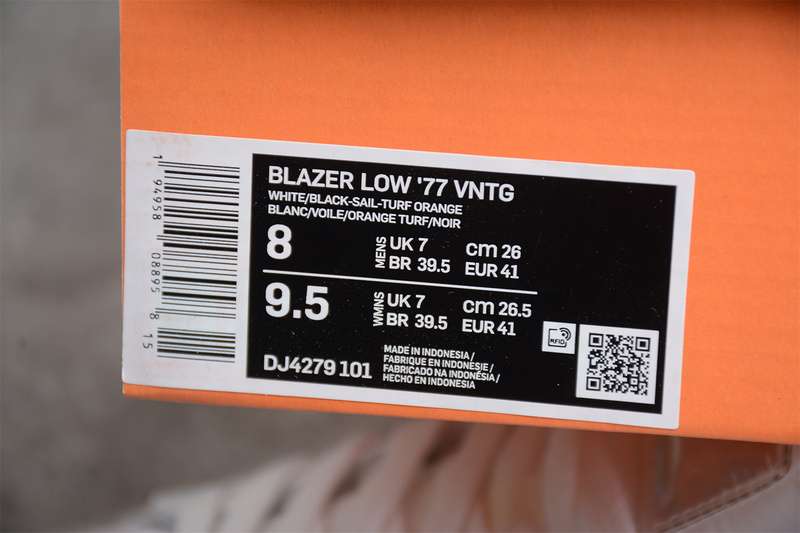 BLAZER LOW '77 VNTG
WHITE/BLACK-SAIL-TURF ORANGE
BLANC/VOILE/ORANGE TURF/NOIR
8 MENS UK 7 cm 26
BR 39.5 EUR 41
9.5 WMNS UK 7 cm 26.5
BR 39.5 EUR 41
DJ4279 101
MADE IN INDONESIA/
FABRIQUE EN INDONESIE/
FABRICADO NA INDONÉSIA/
HECHO EN INDONESIA
RFID
1 94958 08895 8 15